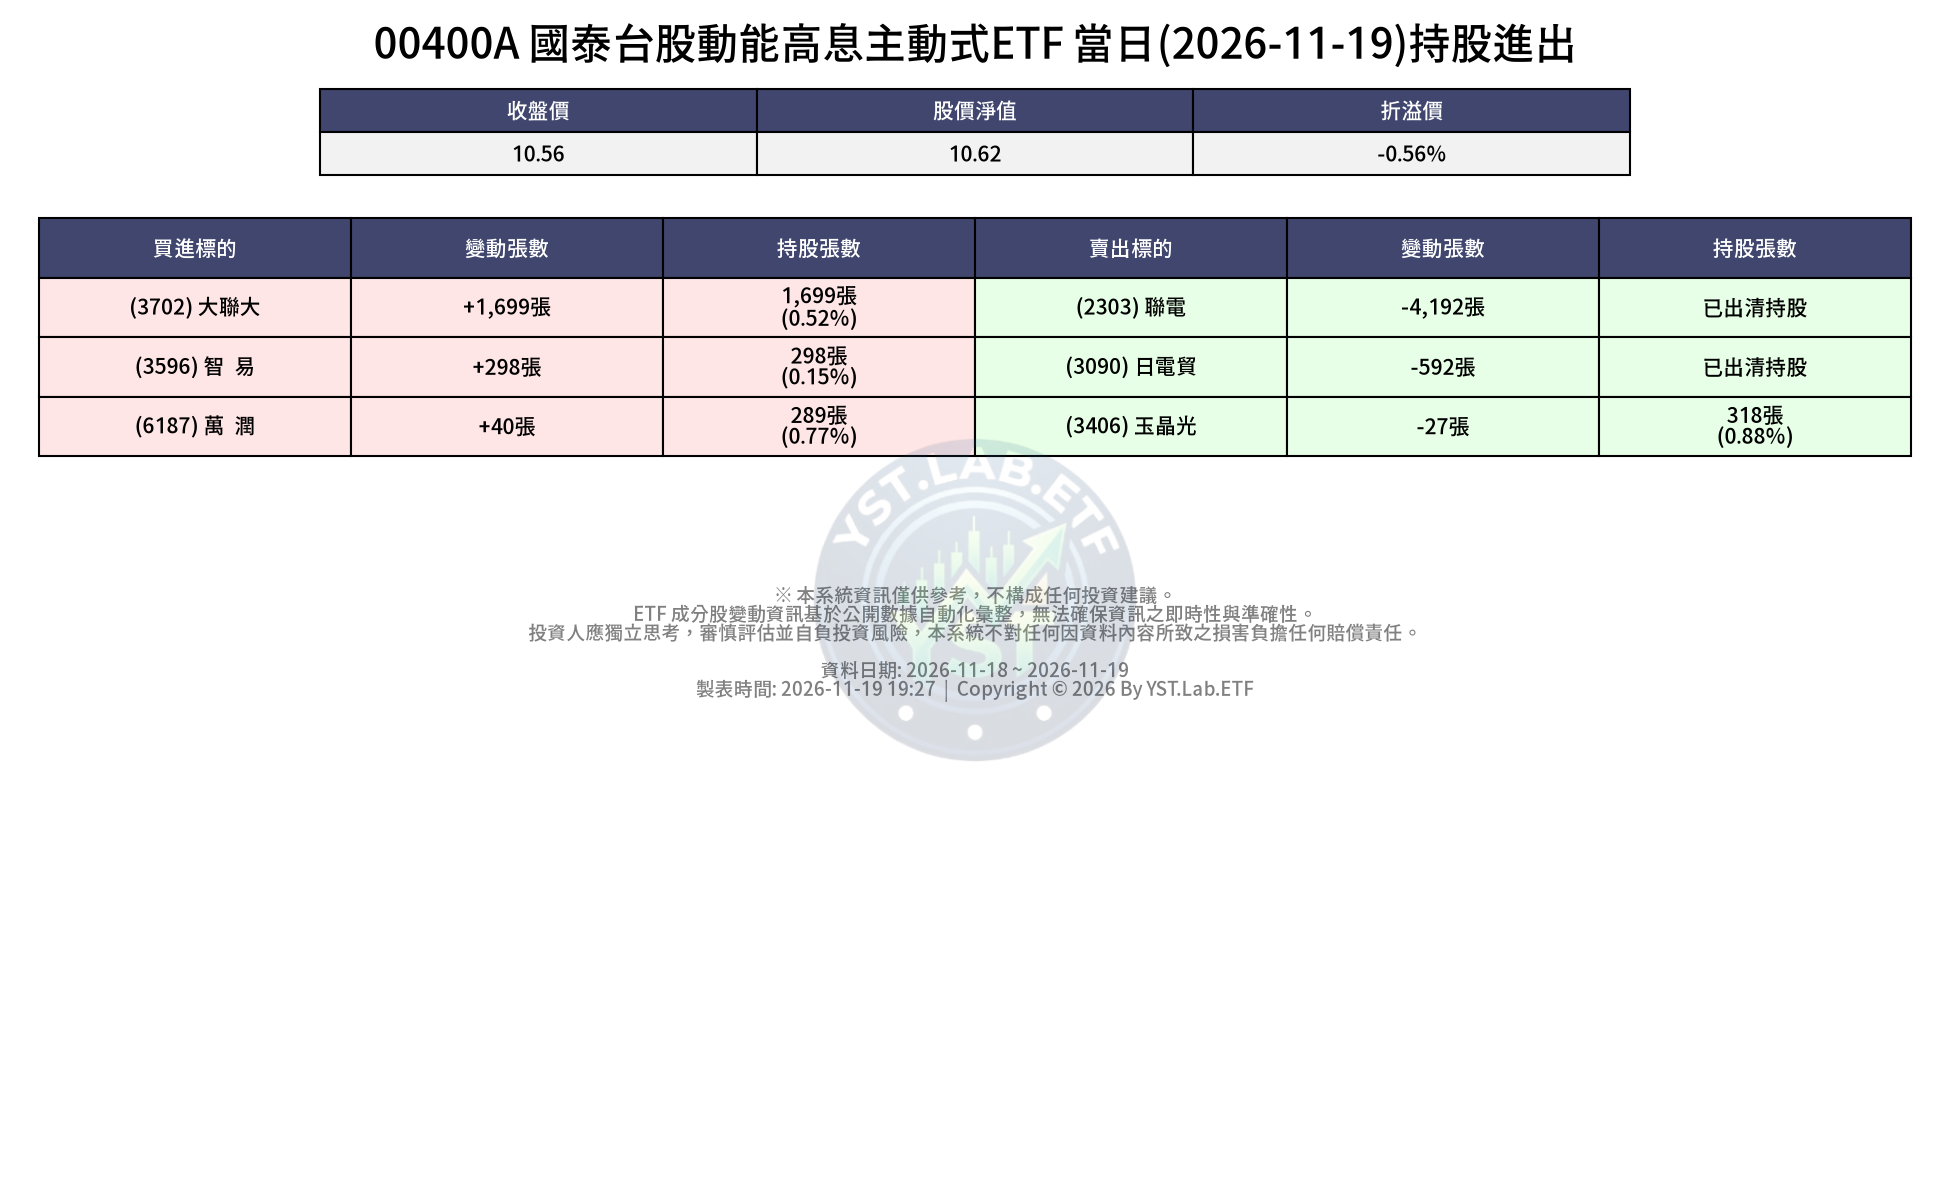 00400A 國泰台股動能高息主動式ETF 當日(2026-11-19)持股進出
收盤價 股價淨值 折溢價
10.56 10.62 -0.56%
買進標的 變動張數 持股張數 賣出標的 變動張數 持股張數
(3702) 大聯大 +1,699張 1,699張 (0.52%) (2303) 聯電 -4,192張 已出清持股
(3596) 智 易 +298張 298張 (0.15%) (3090) 日電貿 -592張 已出清持股
(6187) 萬 潤 +40張 289張 (0.77%) (3406) 玉晶光 -27張 318張 (0.88%)
YST.LAB.ETF
※ 本系統資訊僅供參考，不構成任何投資建議。
ETF 成分股變動資訊基於公開數據自動化彙整，無法確保資訊之即時性與準確性。
投資人應獨立思考，審慎評估並自負投資風險，本系統不對任何因資料內容所致之損害負擔任何賠償責任。
YST
資料日期: 2026-11-18 ~ 2026-11-19
製表時間: 2026-11-19 19:27 | Copyright © 2026 By YST.Lab.ETF